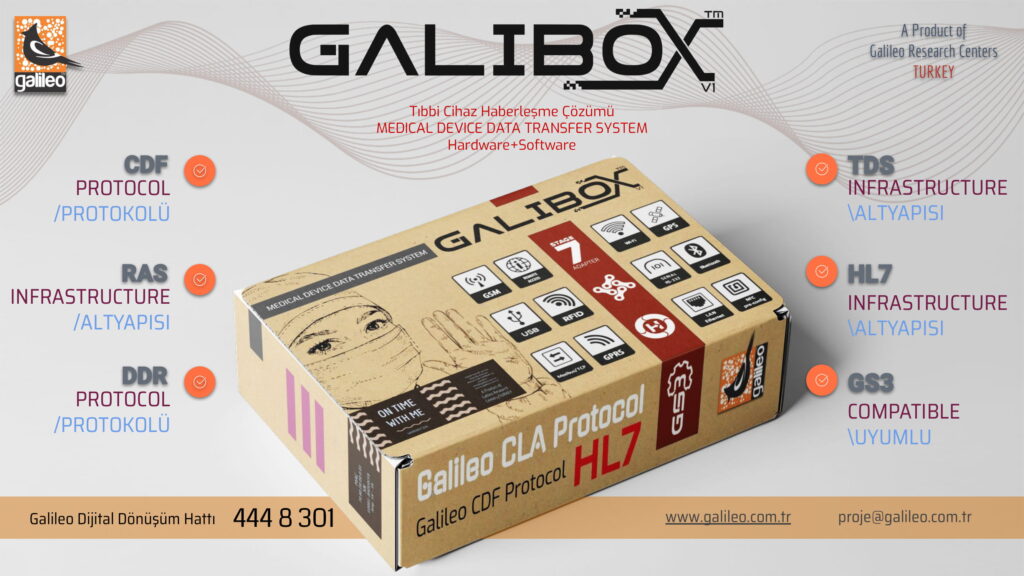 galileo
GALIBOX™
V1
A Product of
Galileo Research Centers
TURKEY
Tıbbi Cihaz Haberleşme Çözümü
MEDICAL DEVICE DATA TRANSFER SYSTEM
Hardware+Software
CDF
PROTOCOL
/PROTOKOLÜ
RAS
INFRASTRUCTURE
/ALTYAPISI
DDR
PROTOCOL
/PROTOKOLÜ
TDS
INFRASTRUCTURE
\ALTYAPISI
HL7
INFRASTRUCTURE
\ALTYAPISI
GS3
COMPATIBLE
\UYUMLU
GALIBOX
MEDICAL DEVICE DATA TRANSFER SYSTEM
STAGE
7
ADAPTER
Wi-Fi
GPS
GSM
Bluetooth
USB
RFID
LAN
Ethernet
GPRS
H
GS3
galileo
ON TIME
WITH ME
Galileo CLA Protocol
Galileo CDF Protocol HL7
Galileo Dijital Dönüşüm Hattı 444 8 301
www.galileo.com.tr
proje@galileo.com.tr